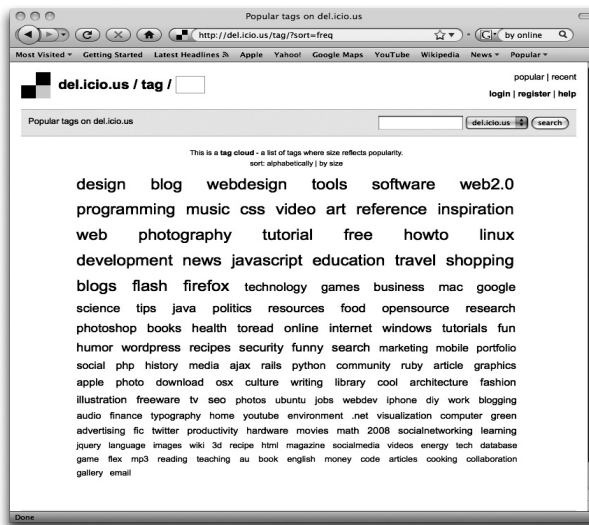 Popular tags on del.icio.us
http://del.icio.us/tag/?sort=freq
by online
Most Visited Getting Started Latest Headlines Apple Yahoo! Google Maps YouTube Wikipedia News Popular
popular | recent
del.icio.us / tag /
login | register | help
Popular tags on del.icio.us del.icio.us search
This is a tag cloud - a list of tags where size reflects popularity.
sort: alphabetically | by size
design blog webdesign tools software web2.0
programming music css video art reference inspiration
web photography tutorial free howto linux
development news javascript education travel shopping
blogs flash firefox technology games business mac google
science tips java politics resources food opensource research
photoshop books health toread online internet windows tutorials fun
humor wordpress recipes security funny search marketing mobile portfolio
social php history media ajax rails python community ruby article graphics
apple photo download osx culture writing library cool architecture fashion
illustration freeware tv seo photos ubuntu jobs webdev iphone diy work blogging
audio finance typography home youtube environment .net visualization computer green
advertising fic twitter productivity hardware movies math 2008 socialnetworking learning
jquery language images wiki 3d recipe html magazine socialmedia videos energy tech database
game flex mp3 reading teaching au book english money code articles cooking collaboration
gallery email
Done